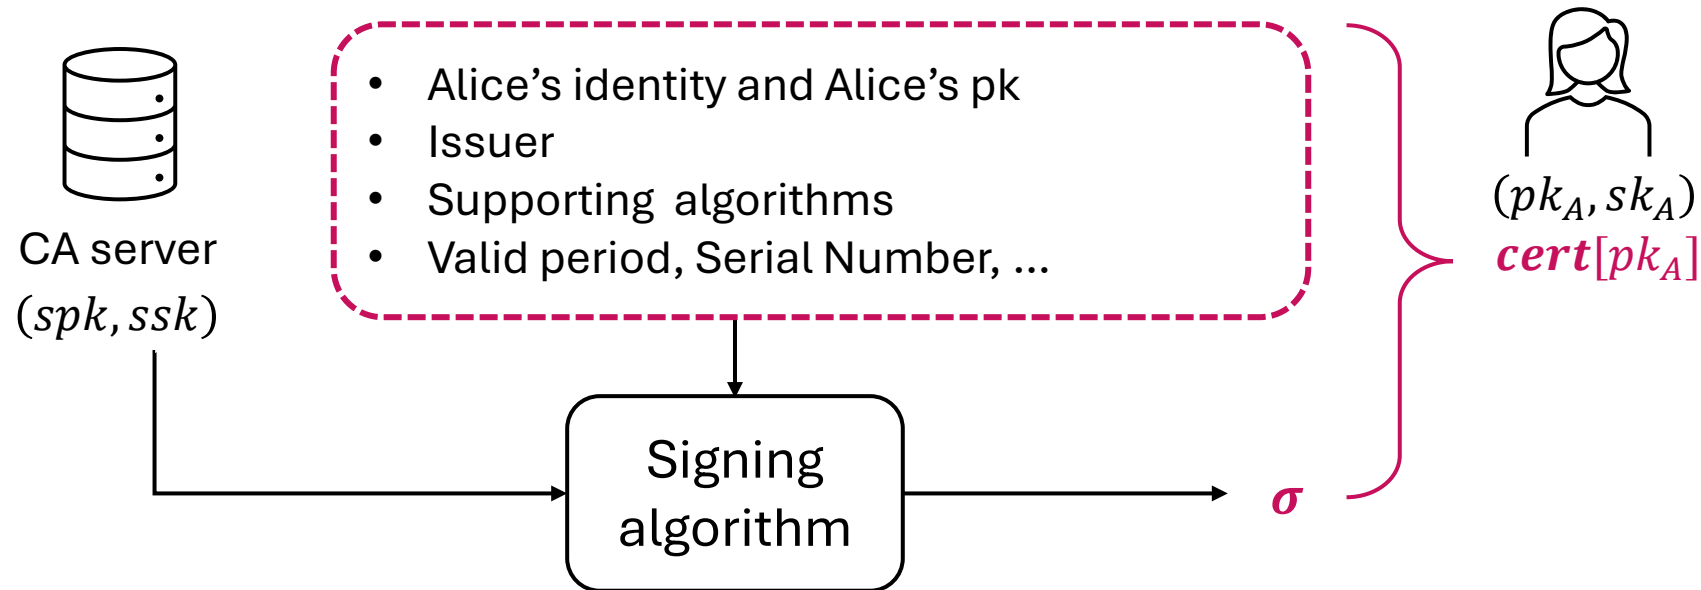 • Alice’s identity and Alice’s pk
• Issuer
• Supporting  algorithms
• Valid period, Serial Number, ...
CA server
(spk, ssk)
(pk_A, sk_A)
cert[pk_A]
Signing
algorithm
σ